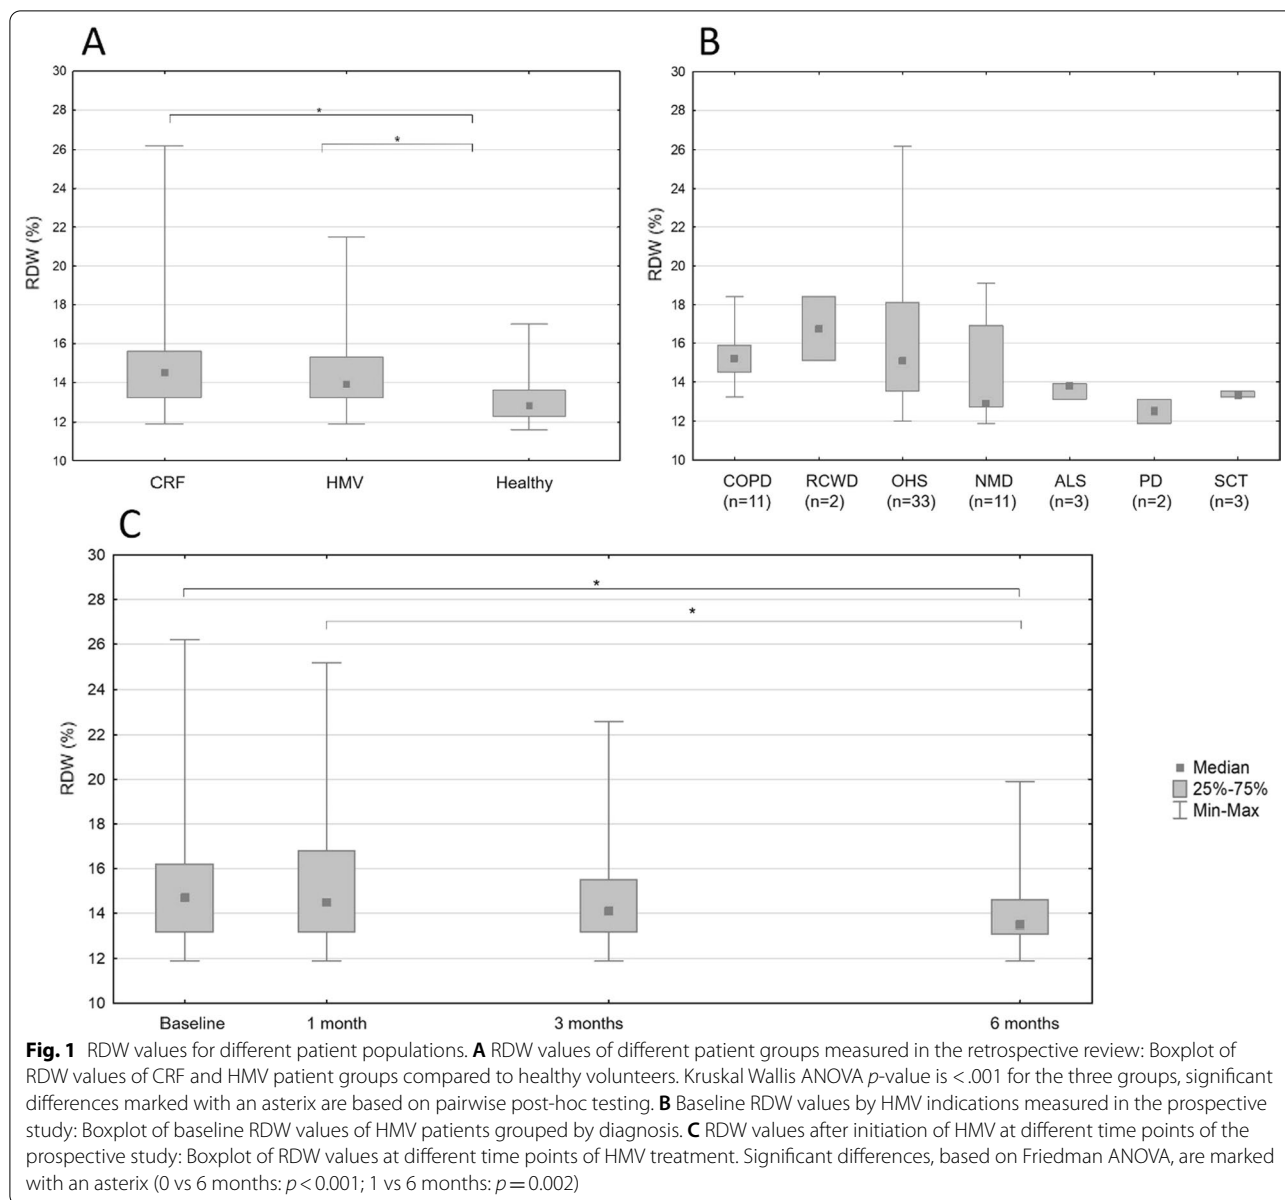 A
30
28
26
24
22
20
18
16
14
12
10
RDW (%)
*
*
CRF HMV Healthy
B
30
28
26
24
22
20
18
16
14
12
10
RDW (%)
COPD RCWD OHS NMD ALS PD SCT
(n=11) (n=2) (n=33) (n=11) (n=3) (n=2) (n=3)
C
30
28
26
24
22
20
18
16
14
12
10
RDW (%)
*
*
Baseline 1 month 3 months 6 months
Median
25%-75%
Min-Max
Fig. 1 RDW values for different patient populations. A RDW values of different patient groups measured in the retrospective review: Boxplot of
RDW values of CRF and HMV patient groups compared to healthy volunteers. Kruskal Wallis ANOVA p-value is < .001 for the three groups, significant
differences marked with an asterix are based on pairwise post-hoc testing. B Baseline RDW values by HMV indications measured in the prospective
study: Boxplot of baseline RDW values of HMV patients grouped by diagnosis. C RDW values after initiation of HMV at different time points of the
prospective study: Boxplot of RDW values at different time points of HMV treatment. Significant differences, based on Friedman ANOVA, are marked
with an asterix (0 vs 6 months: p < 0.001; 1 vs 6 months: p = 0.002)